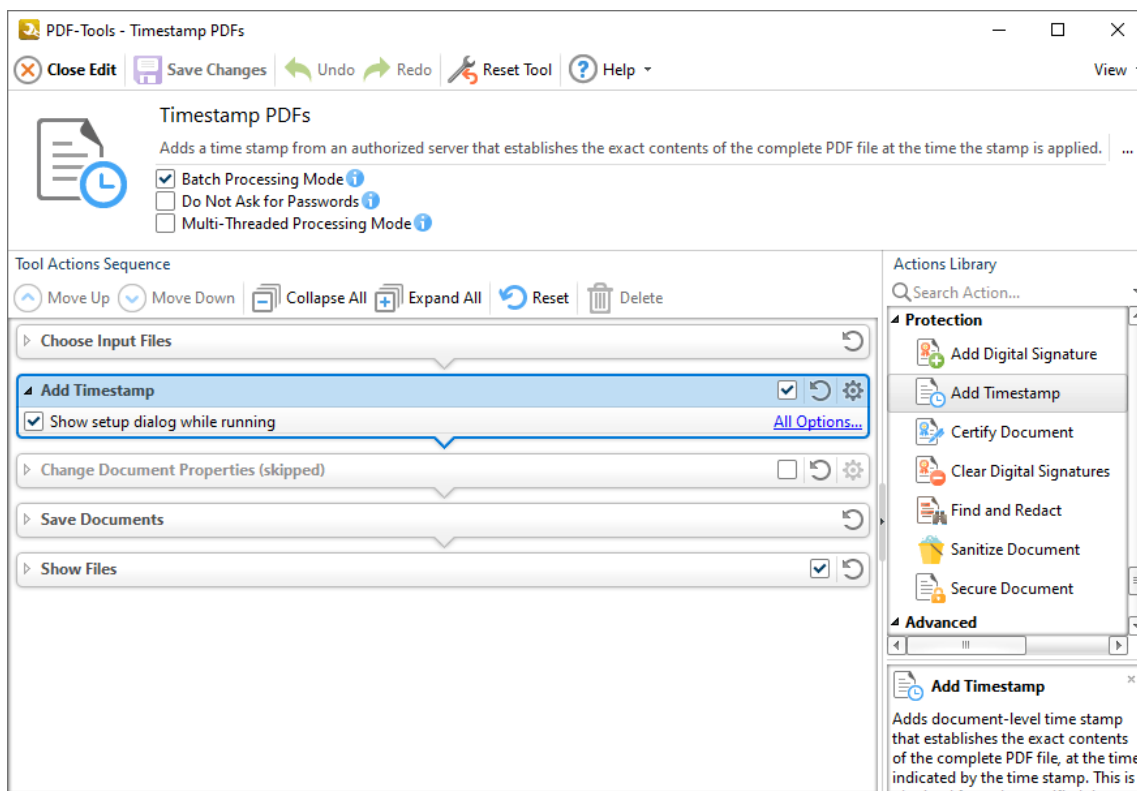 PDF-Tools - Timestamp PDFs
Close Edit Save Changes Undo Redo Reset Tool ? Help View
Timestamp PDFs
Adds a time stamp from an authorized server that establishes the exact contents of the complete PDF file at the time the stamp is applied. ...
Batch Processing Mode i
Do Not Ask for Passwords i
Multi-Threaded Processing Mode i
Tool Actions Sequence
Move Up Move Down Collapse All Expand All Reset Delete
Choose Input Files
Add Timestamp
Show setup dialog while running All Options...
Change Document Properties (skipped)
Save Documents
Show Files
Actions Library
Search Action...
Protection
Add Digital Signature
Add Timestamp
Certify Document
Clear Digital Signatures
Find and Redact
Sanitize Document
Secure Document
Advanced
Add Timestamp
Adds document-level time stamp
that establishes the exact contents
of the complete PDF file, at the time
indicated by the time stamp. This is